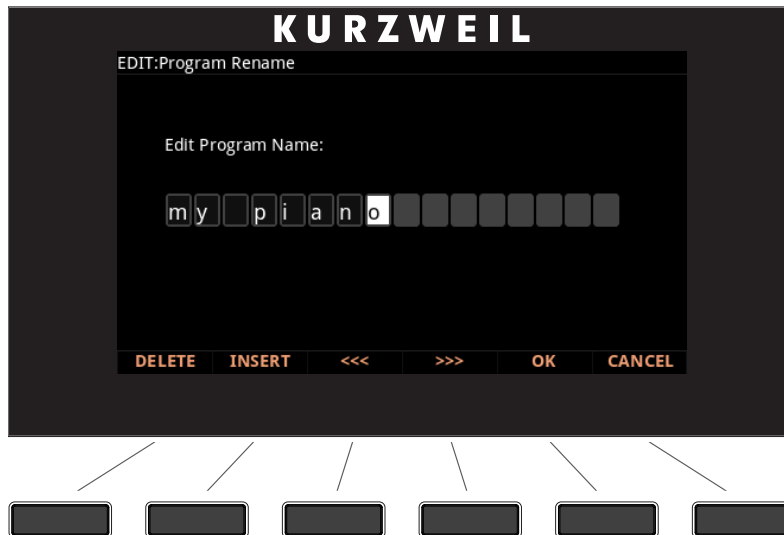 KURZWEIL
EDIT:Program Rename
Edit Program Name:
my piano
DELETE INSERT <<< >>> OK CANCEL